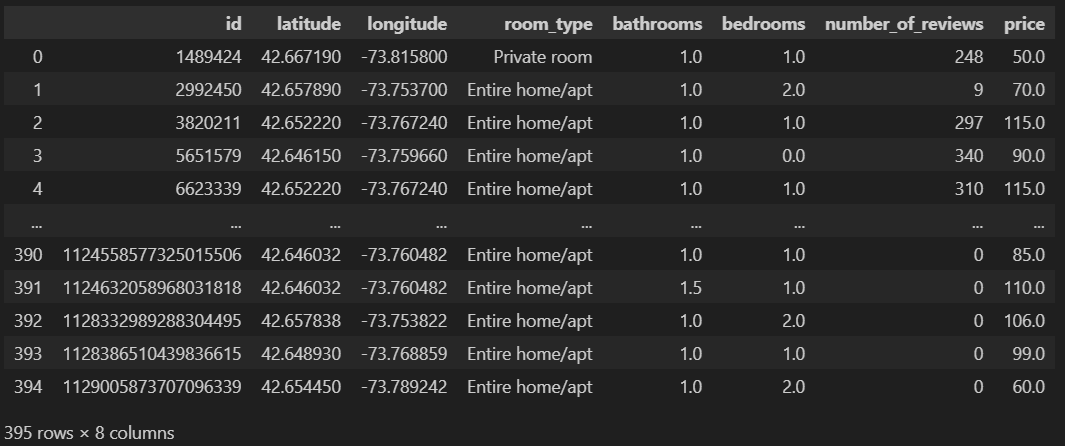 id latitude longitude room_type bathrooms bedrooms number_of_reviews price
0 1489424 42.667190 -73.815800 Private room 1.0 1.0 248 50.0
1 2992450 42.657890 -73.753700 Entire home/apt 1.0 2.0 9 70.0
2 3820211 42.652220 -73.767240 Entire home/apt 1.0 1.0 297 115.0
3 5651579 42.646150 -73.759660 Entire home/apt 1.0 0.0 340 90.0
4 6623339 42.652220 -73.767240 Entire home/apt 1.0 1.0 310 115.0
... ... ... ... ... ... ... ... ...
390 1124558577325015506 42.646032 -73.760482 Entire home/apt 1.0 1.0 0 85.0
391 1124632058968031818 42.646032 -73.760482 Entire home/apt 1.5 1.0 0 110.0
392 1128332989288304495 42.657838 -73.753822 Entire home/apt 1.0 2.0 0 106.0
393 1128386510439836615 42.648930 -73.768859 Entire home/apt 1.0 1.0 0 99.0
394 1129005873707096339 42.654450 -73.789242 Entire home/apt 1.0 2.0 0 60.0
395 rows × 8 columns